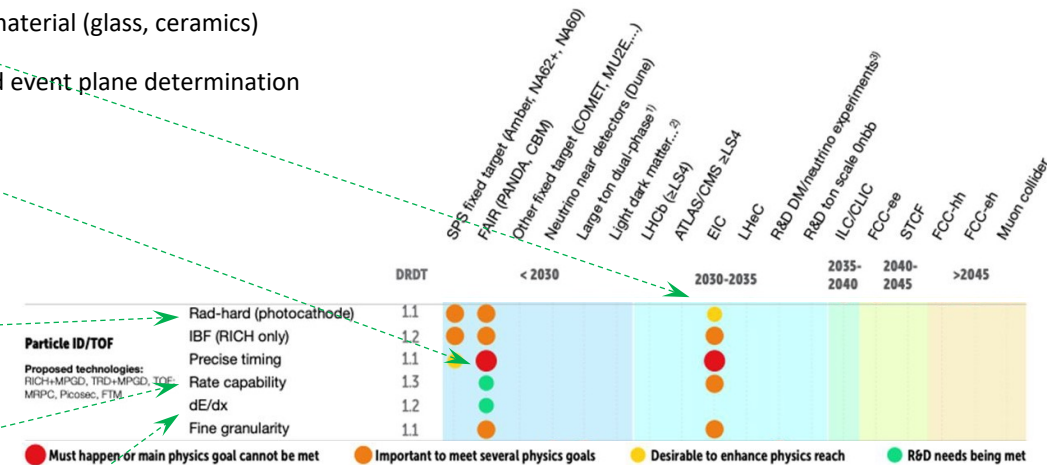 material (glass, ceramics)
event plane determination
SPS fixed target (Amber, NA62+, NA60)
FAIR (PANDA, CBM)
Other fixed target (COMET, MU2E,...)
Neutrino near detectors (Dune)
Large ton dual-phase 1)
Light dark matter... 2)
LHCb (≥LS4)
ATLAS/CMS ≥LS4
EIC
LHeC
R&D DM/neutrino experiments3)
R&D ton scale 0nbb
ILC/CLIC
FCC-ee
STCF
FCC-hh
FCC-eh
Muon collider
DRDT < 2030 2030-2035 2035-2040 2040-2045 >2045
Particle ID/TOF
Proposed technologies:
RICH+MPGD, TRD+MPGD, TOF:
MRPC, Picosec, FTM
Rad-hard (photocathode) 1.1
IBF (RICH only) 1.2
Precise timing 1.1
Rate capability 1.3
dE/dx 1.2
Fine granularity 1.1
Must happen or main physics goal cannot be met Important to meet several physics goals Desirable to enhance physics reach R&D needs being met